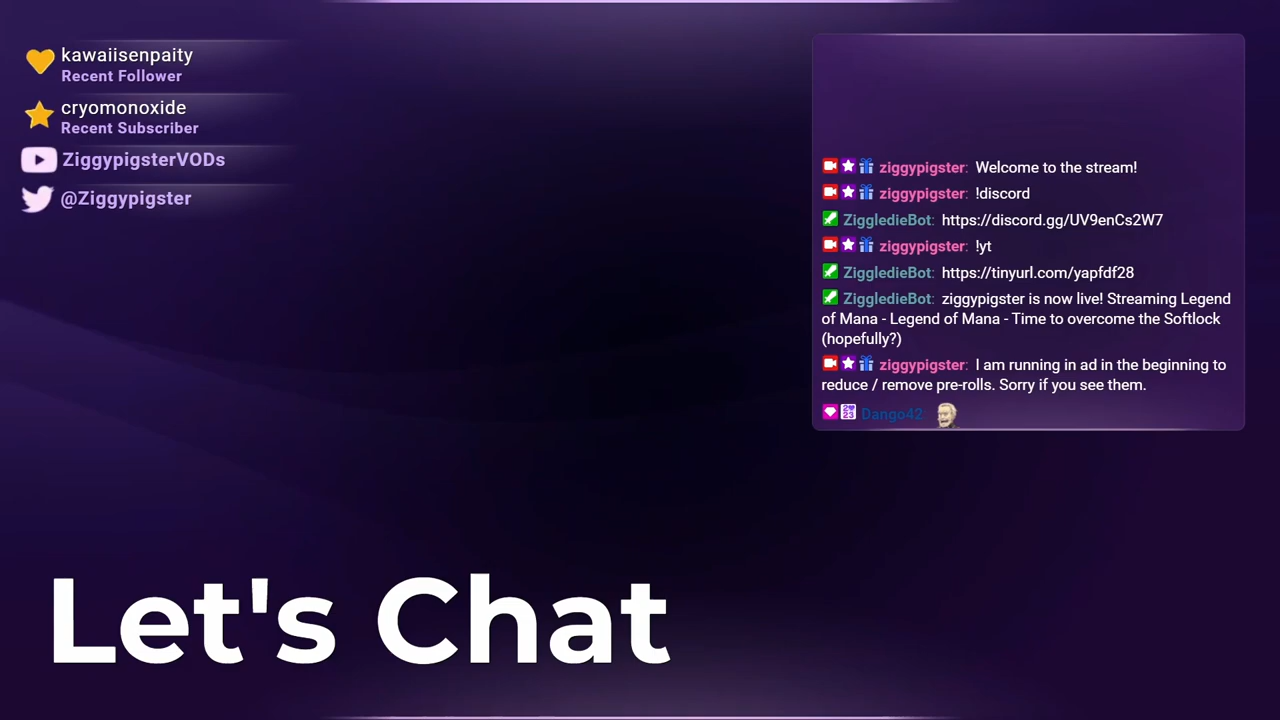 kawaiisenpaity
Recent Follower
cryomonoxide
Recent Subscriber
ZiggypigsterVODs
@Ziggypigster
ziggypigster: Welcome to the stream!
ziggypigster: !discord
ZiggledieBot: https://discord.gg/UV9enCs2W7
ziggypigster: !yt
ZiggledieBot: https://tinyurl.com/yapfdf28
ZiggledieBot: ziggypigster is now live! Streaming Legend
of Mana - Legend of Mana - Time to overcome the Softlock
(hopefully?)
ziggypigster: I am running in ad in the beginning to
reduce / remove pre-rolls. Sorry if you see them.
Dango42:
Let's Chat